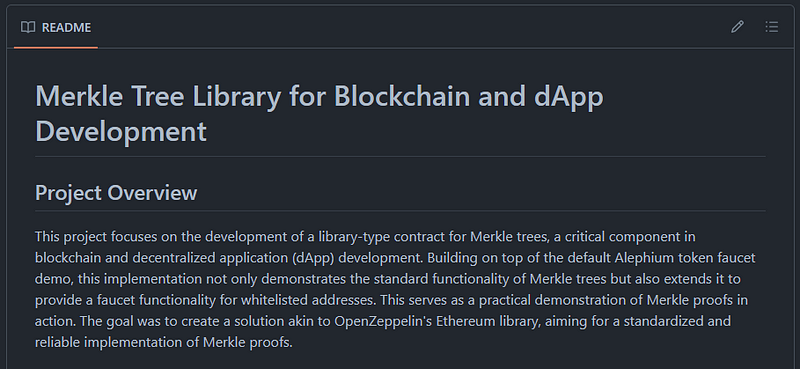 README
Merkle Tree Library for Blockchain and dApp
Development
Project Overview
This project focuses on the development of a library-type contract for Merkle trees, a critical component in
blockchain and decentralized application (dApp) development. Building on top of the default Alephium token faucet
demo, this implementation not only demonstrates the standard functionality of Merkle trees but also extends it to
provide a faucet functionality for whitelisted addresses. This serves as a practical demonstration of Merkle proofs in
action. The goal was to create a solution akin to OpenZeppelin's Ethereum library, aiming for a standardized and
reliable implementation of Merkle proofs.